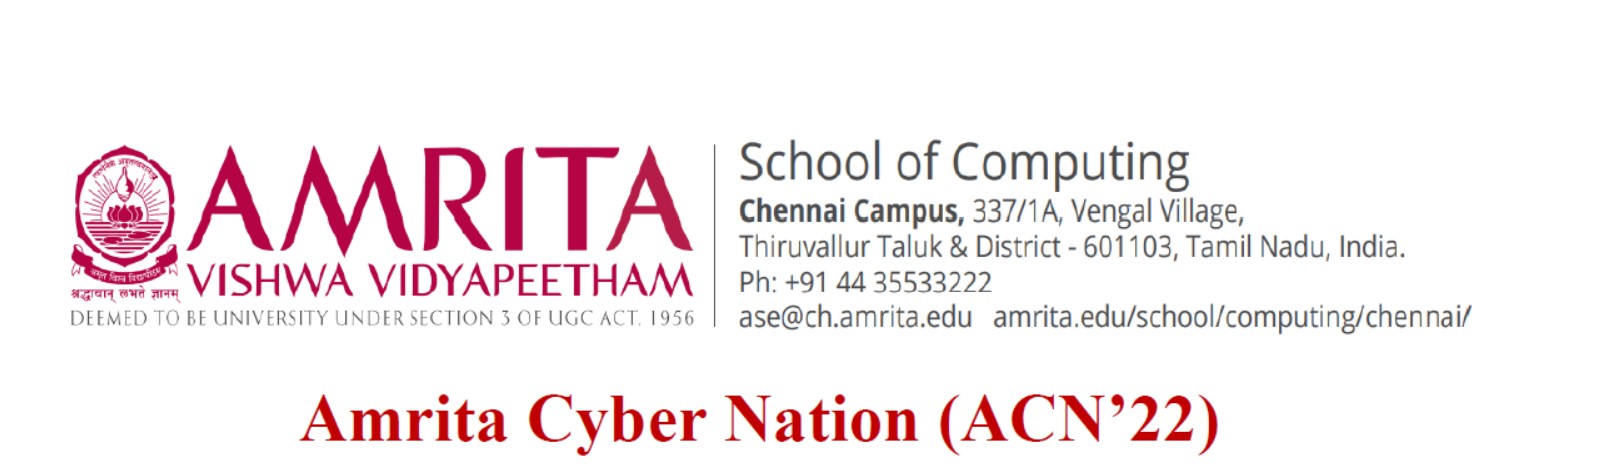 AMRITA
VISHWA VIDYAPEETHAM
श्रद्धावान् लभते ज्ञानम्
DEEMED TO BE UNIVERSITY UNDER SECTION 3 OF UGC ACT, 1956
School of Computing
Chennai Campus, 337/1A, Vengal Village,
Thiruvallur Taluk & District - 601103, Tamil Nadu, India.
Ph: +91 44 35533222
ase@ch.amrita.edu amrita.edu/school/computing/chennai/
Amrita Cyber Nation (ACN’22)